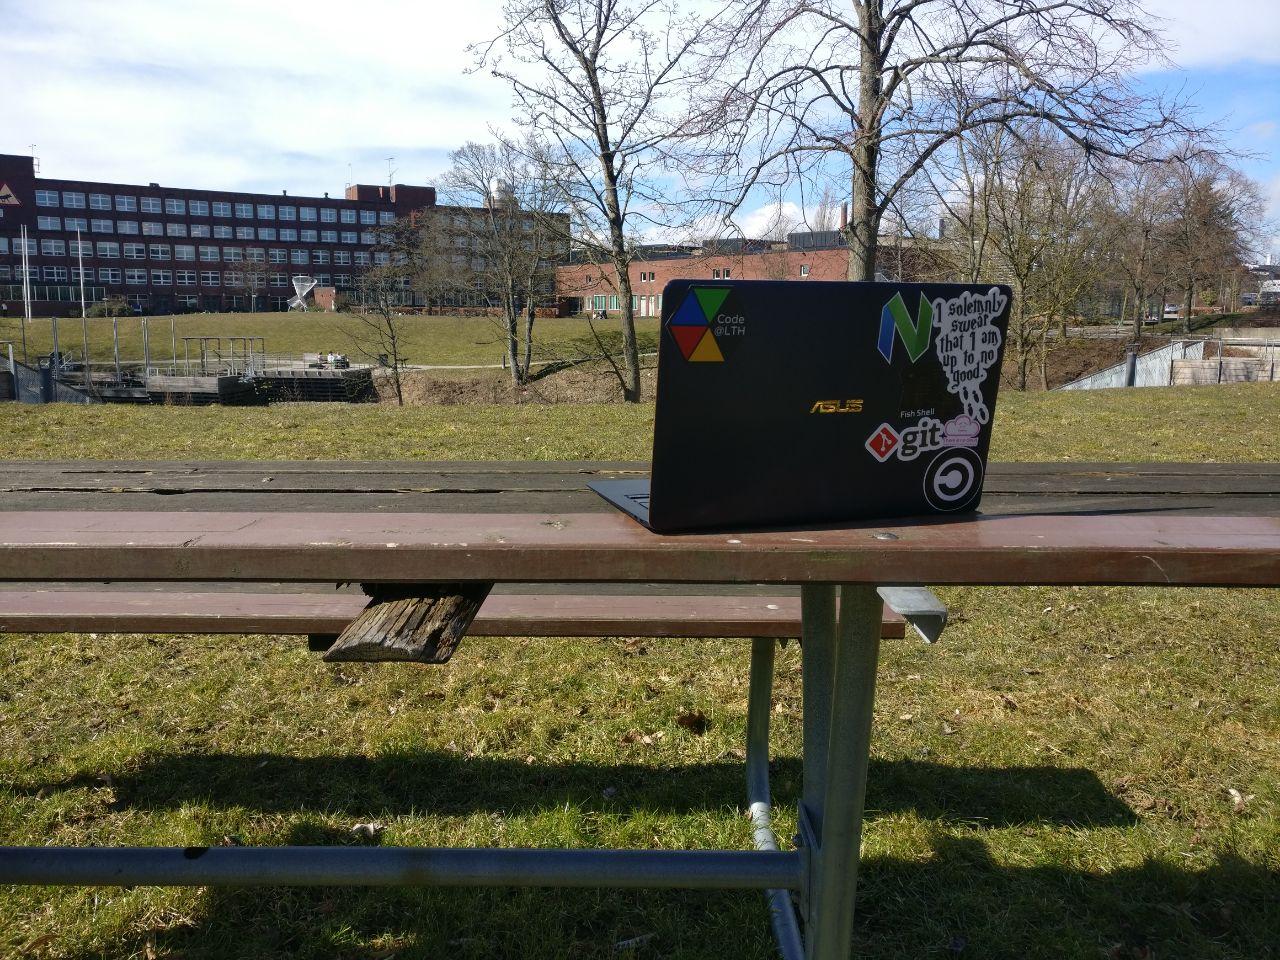 Code
@LTH
I solemnly
swear
that I am
up to no
good.
ASUS
Fish Shell
git